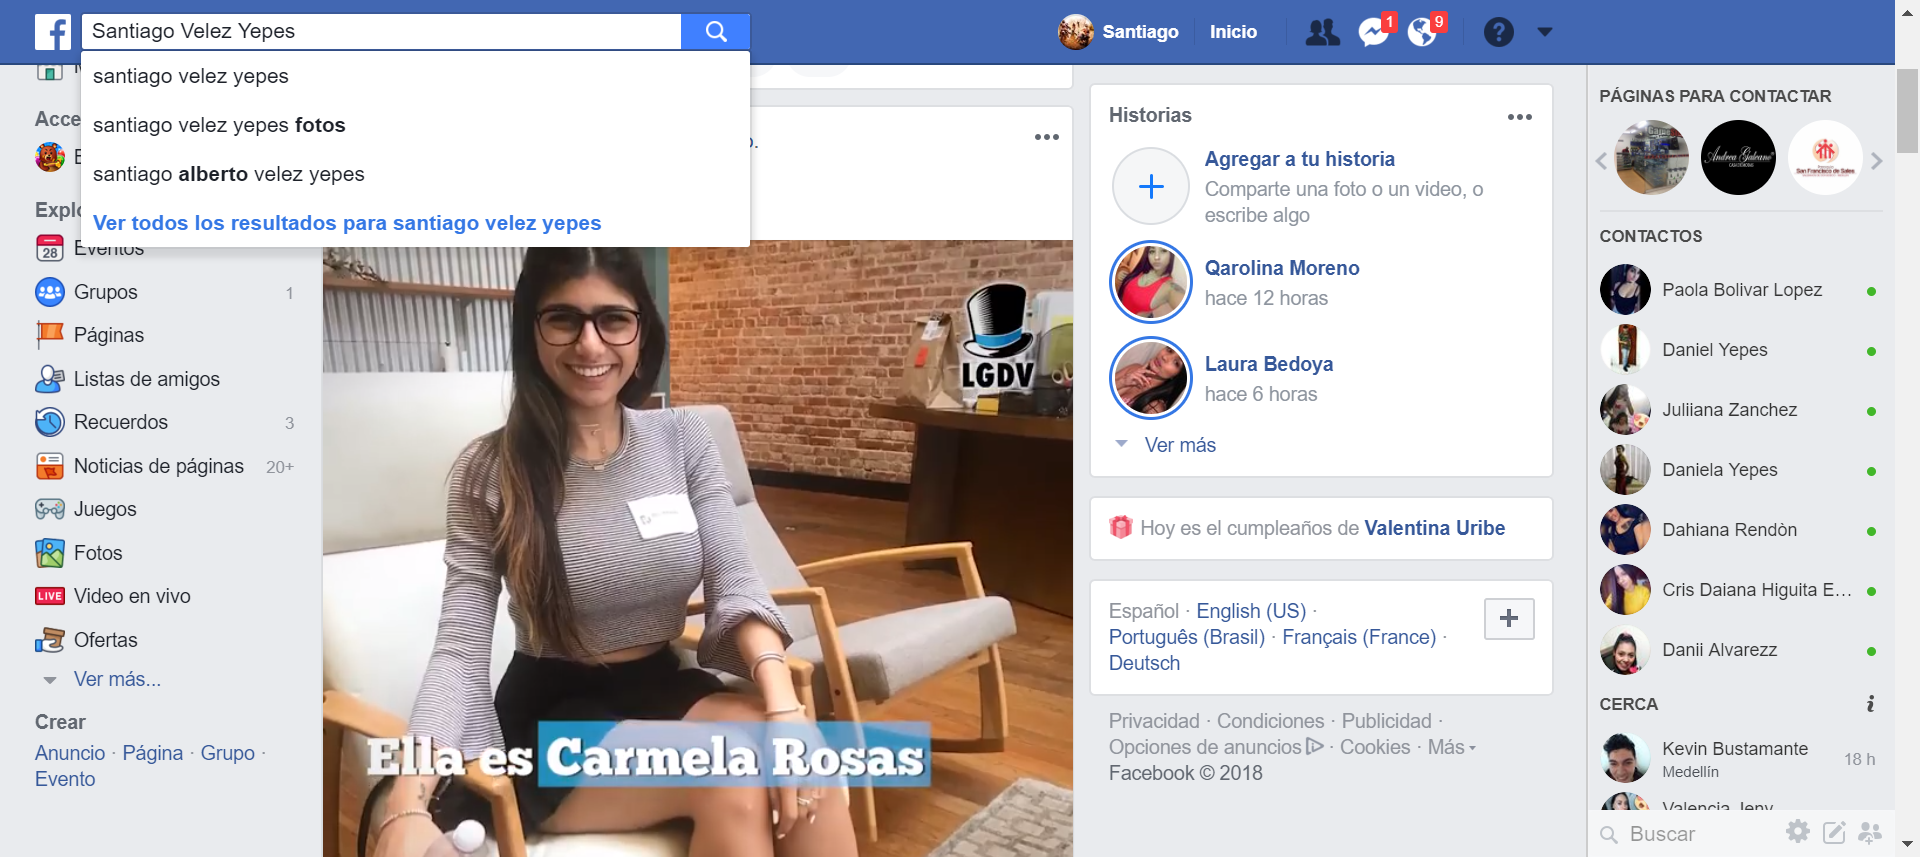 Santiago Velez Yepes
Santiago
Inicio
1
9
santiago velez yepes
santiago velez yepes fotos
santiago alberto velez yepes
Ver todos los resultados para santiago velez yepes
Acce
Explo
28
Eventos
Grupos 1
Páginas
Listas de amigos
Recuerdos 3
Noticias de páginas 20+
Juegos
Fotos
LIVE Video en vivo
Ofertas
Ver más...
Crear
Anuncio · Página · Grupo ·
Evento
LGDV
Ella es Carmela Rosas
Historias
Agregar a tu historia
Comparte una foto o un video, o
escribe algo
Qarolina Moreno
hace 12 horas
Laura Bedoya
hace 6 horas
Ver más
Hoy es el cumpleaños de Valentina Uribe
Español · English (US) ·
Português (Brasil) · Français (France) ·
Deutsch
Privacidad · Condiciones · Publicidad ·
Opciones de anuncios · Cookies · Más
Facebook © 2018
PÁGINAS PARA CONTACTAR
Andrea Galeano
San Francisco de Sales
CONTACTOS
Paola Bolivar Lopez
Daniel Yepes
Juliiana Zanchez
Daniela Yepes
Dahiana Rendòn
Cris Daiana Higuita E...
Danii Alvarezz
CERCA
Kevin Bustamante
Medellín
18 h
Valencia Jeny
Buscar